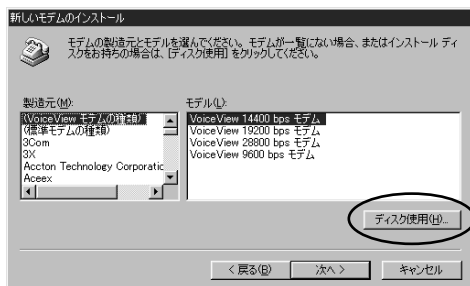 新しいモデムのインストール
モデムの製造元とモデルを選んでください。モデムが一覧にない場合、またはインストール ディ
スクをお持ちの場合は、[ディスク使用] をクリックしてください。
製造元(M):
(VoiceView モデムの種類)
(標準モデムの種類)
3Com
3X
Accton Technology Corporatic
Aceex
モデル(L):
VoiceView 14400 bps モデム
VoiceView 19200 bps モデム
VoiceView 28800 bps モデム
VoiceView 9600 bps モデム
ディスク使用(H)...
< 戻る(B)
次へ >
キャンセル